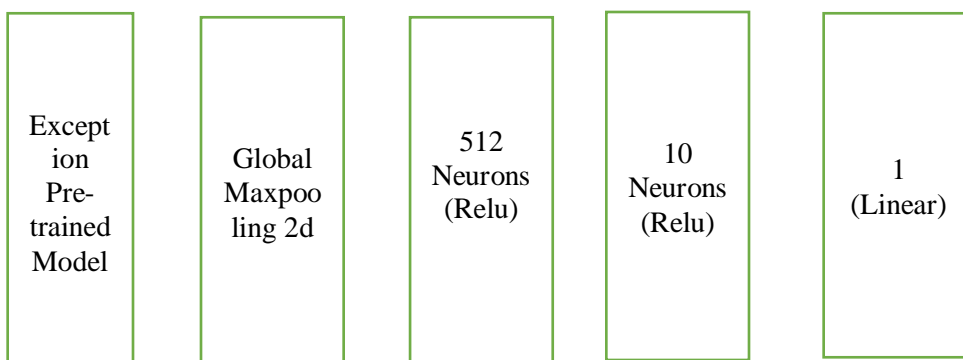 Except
ion
Pre-
trained
Model
Global
Maxpoo
ling 2d
512
Neurons
(Relu)
10
Neurons
(Relu)
1
(Linear)